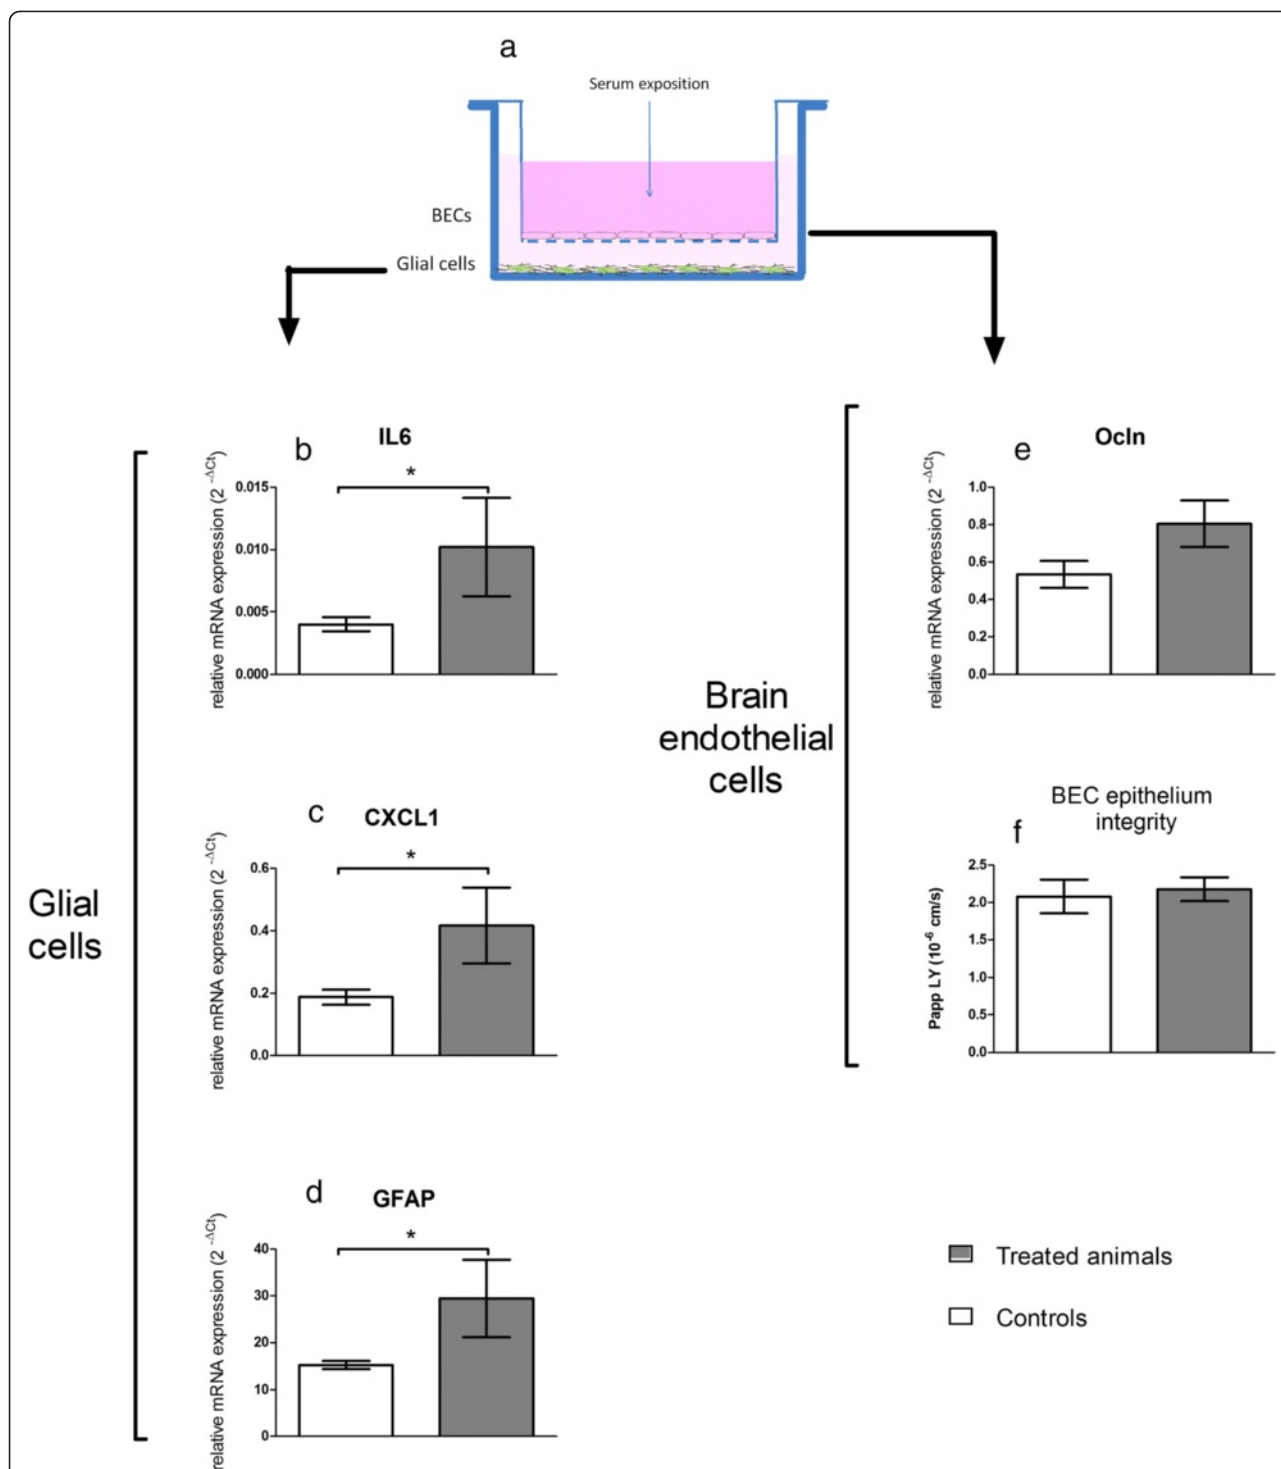 a
Serum exposition
BECs
Glial cells
b
IL6
*
relative mRNA expression (2 -ΔCt)
0.015
0.010
0.005
0.000
c
CXCL1
*
relative mRNA expression (2 -ΔCt)
0.6
0.4
0.2
0.0
d
GFAP
*
relative mRNA expression (2 -ΔCt)
40
30
20
10
0
Glial
cells
e
Ocln
relative mRNA expression (2 -ΔCt)
1.0
0.8
0.6
0.4
0.2
0.0
Brain
endothelial
cells
f
BEC epithelium
integrity
Papp LY (10-6 cm/s)
2.5
2.0
1.5
1.0
0.5
0.0
Treated animals
Controls